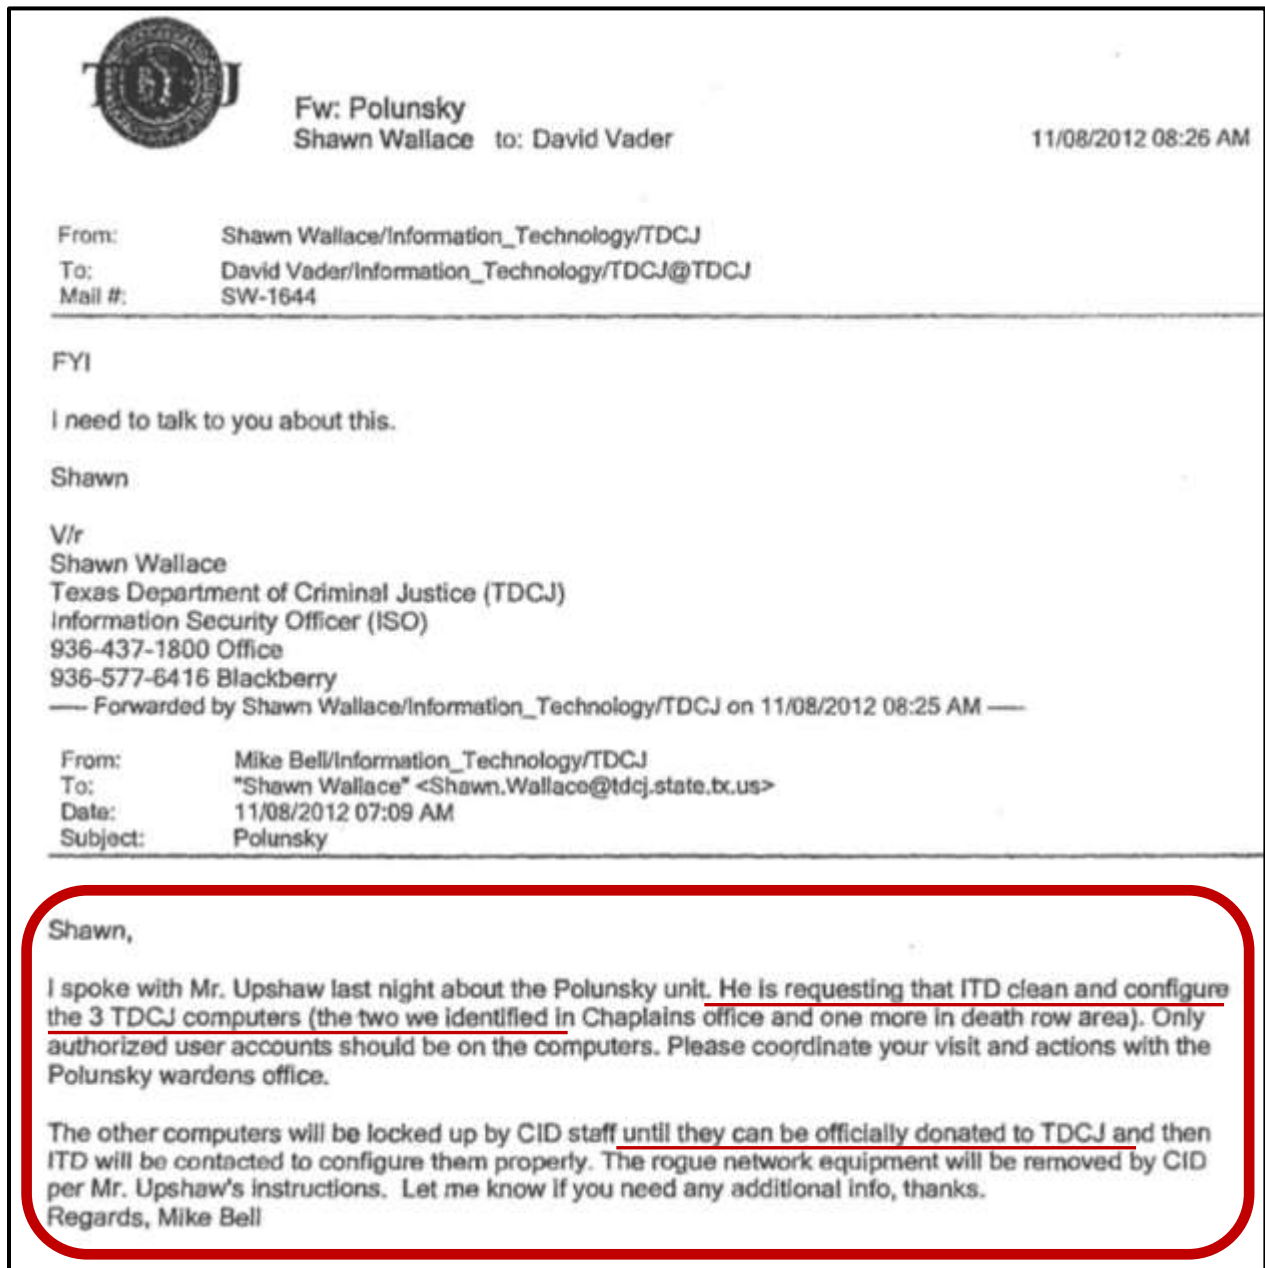 TDCJ
Fw: Polunsky
Shawn Wallace to: David Vader 11/08/2012 08:26 AM
From: Shawn Wallace/Information_Technology/TDCJ
To: David Vader/Information_Technology/TDCJ@TDCJ
Mail #: SW-1644
FYI
I need to talk to you about this.
Shawn
V/r
Shawn Wallace
Texas Department of Criminal Justice (TDCJ)
Information Security Officer (ISO)
936-437-1800 Office
936-577-6416 Blackberry
----- Forwarded by Shawn Wallace/Information_Technology/TDCJ on 11/08/2012 08:25 AM -----
From: Mike Bell/Information_Technology/TDCJ
To: "Shawn Wallace" <Shawn.Wallace@tdcj.state.tx.us>
Date: 11/08/2012 07:09 AM
Subject: Polunsky
Shawn,
I spoke with Mr. Upshaw last night about the Polunsky unit. He is requesting that ITD clean and configure
the 3 TDCJ computers (the two we identified in Chaplains office and one more in death row area). Only
authorized user accounts should be on the computers. Please coordinate your visit and actions with the
Polunsky wardens office.
The other computers will be locked up by CID staff until they can be officially donated to TDCJ and then
ITD will be contacted to configure them properly. The rogue network equipment will be removed by CID
per Mr. Upshaw's instructions. Let me know if you need any additional info, thanks.
Regards, Mike Bell